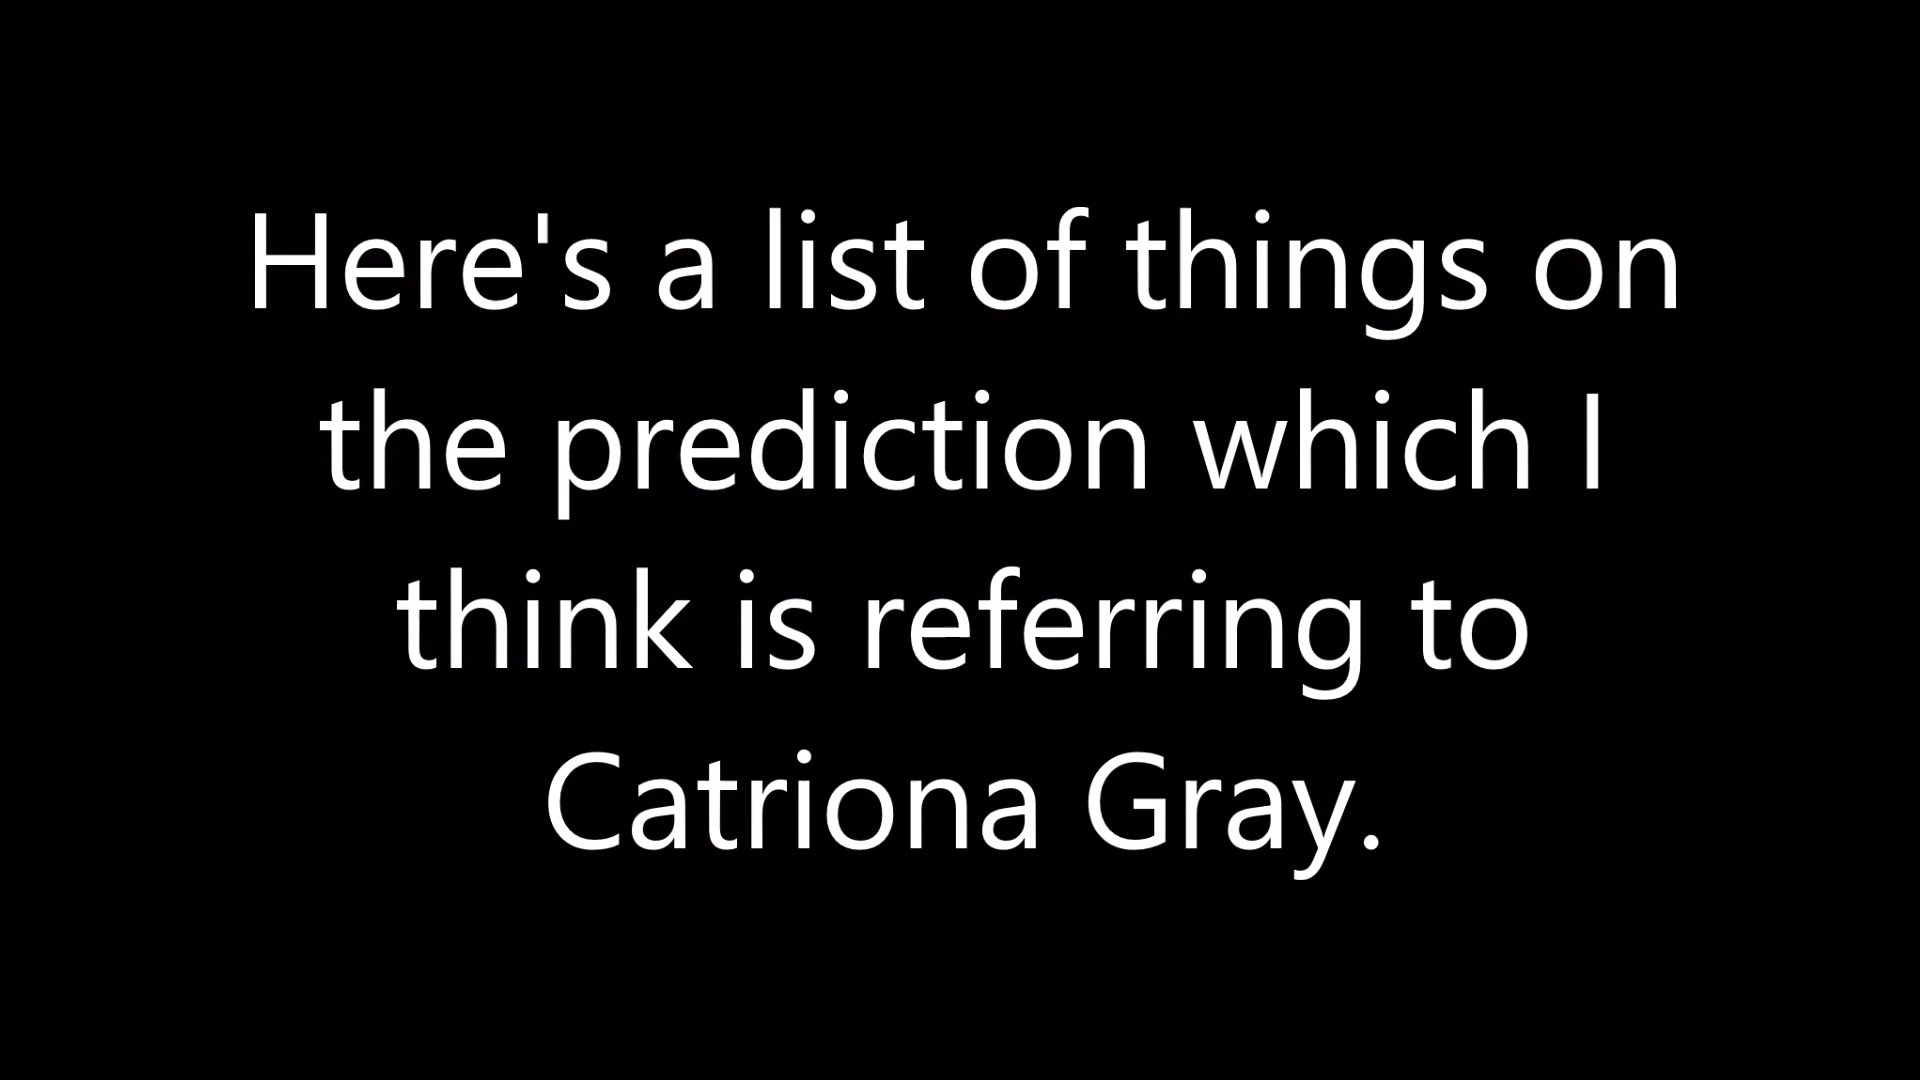 Here's a list of things on
the prediction which I
think is referring to
Catriona Gray.